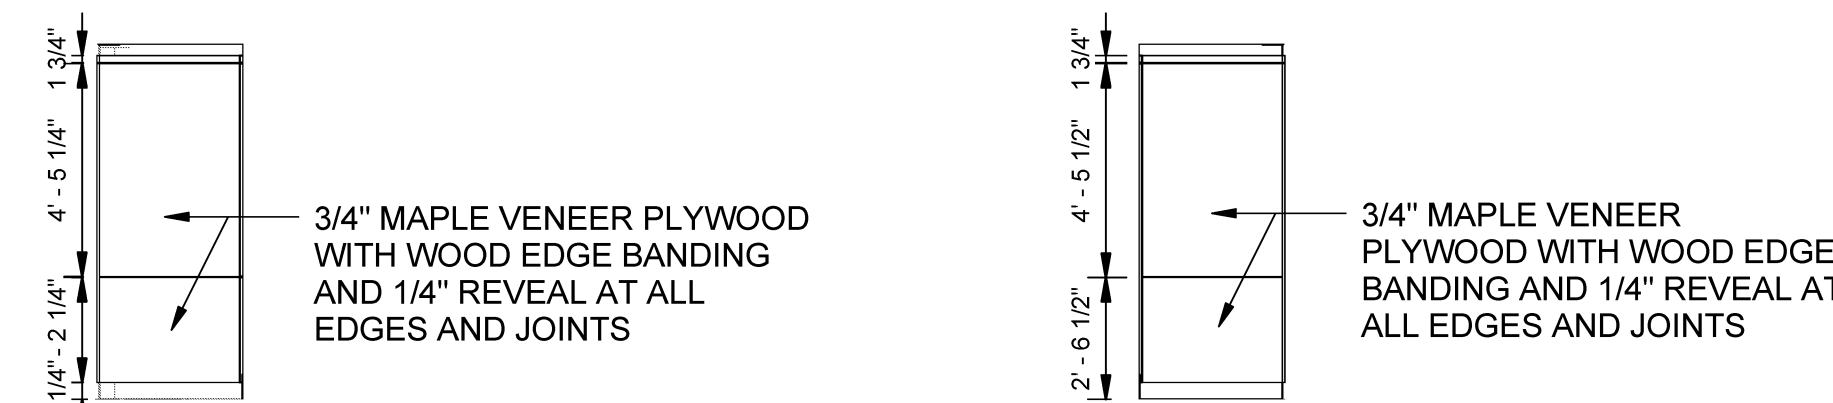 1 3/4"
4' - 5 1/4"
1/4" - 2 1/4"
3/4" MAPLE VENEER PLYWOOD
WITH WOOD EDGE BANDING
AND 1/4" REVEAL AT ALL
EDGES AND JOINTS
1 3/4"
4' - 5 1/2"
2' - 6 1/2"
3/4" MAPLE VENEER
PLYWOOD WITH WOOD EDGE
BANDING AND 1/4" REVEAL AT
ALL EDGES AND JOINTS